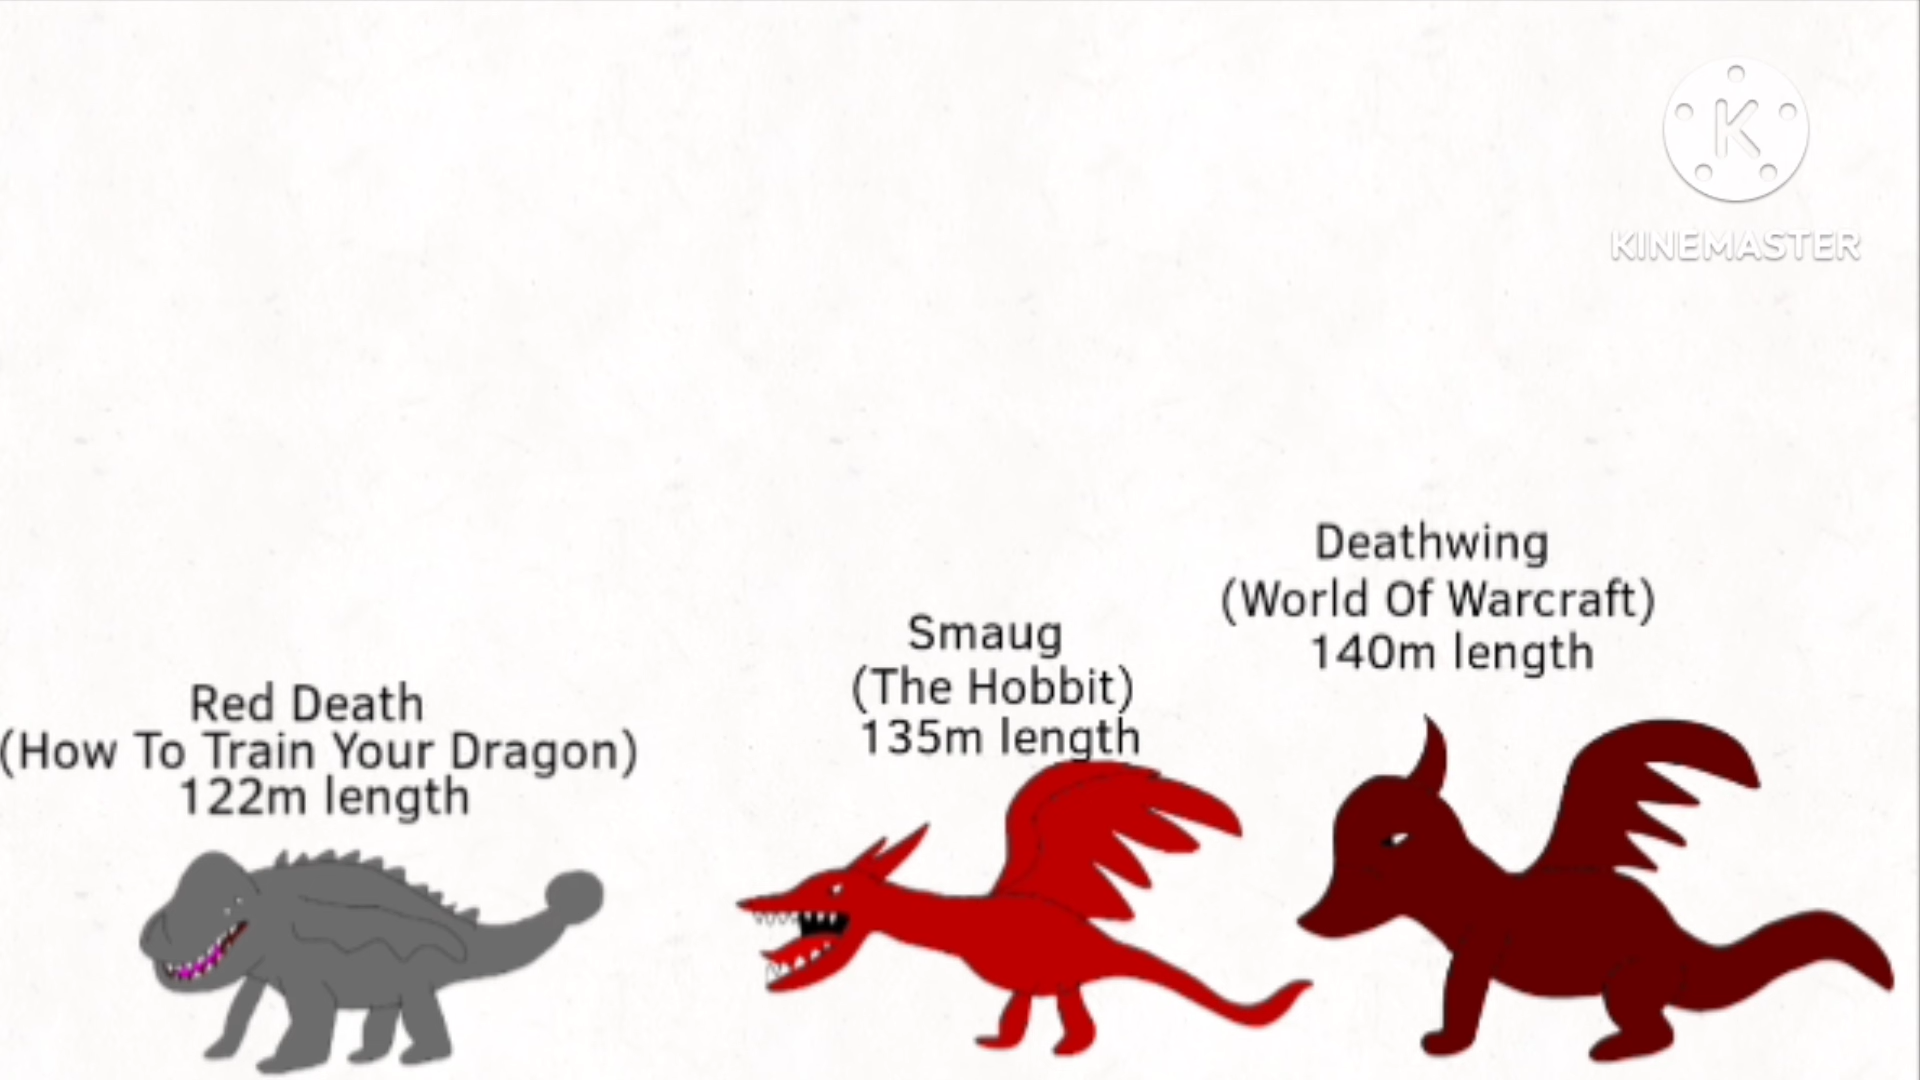 K
KINEMASTER
Deathwing
(World Of Warcraft)
140m length
Smaug
(The Hobbit)
135m length
Red Death
(How To Train Your Dragon)
122m length